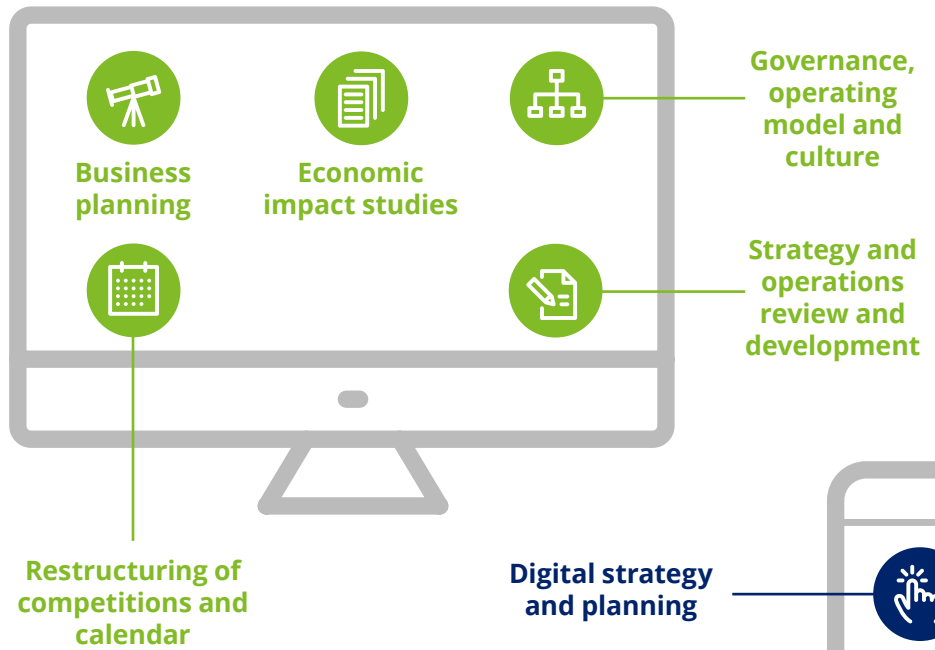 Business
planning
Economic
impact studies
Governance,
operating
model and
culture
Strategy and
operations
review and
development
Restructuring of
competitions and
calendar
Digital strategy
and planning